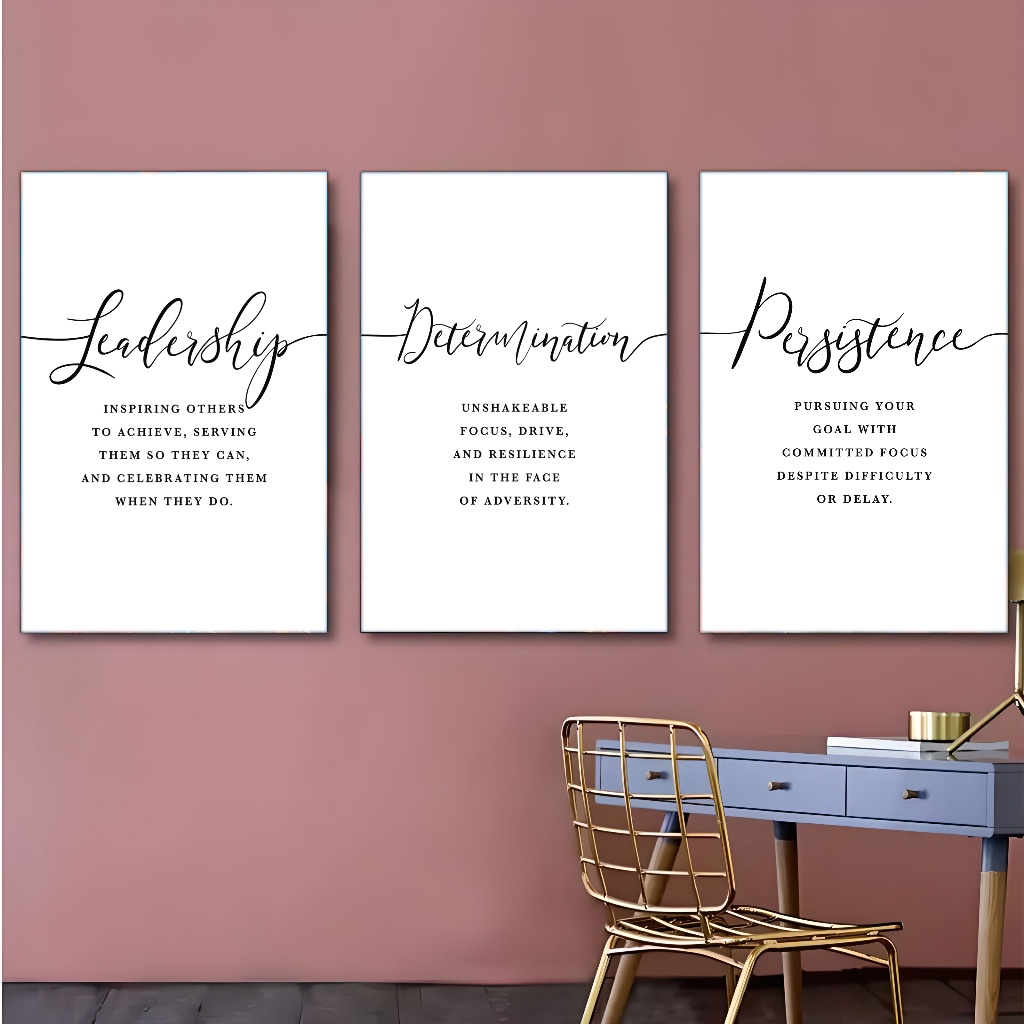 Leadership
INSPIRING OTHERS
TO ACHIEVE, SERVING
THEM SO THEY CAN,
AND CELEBRATING THEM
WHEN THEY DO.
Determination
UNSHAKEABLE
FOCUS, DRIVE,
AND RESILIENCE
IN THE FACE
OF ADVERSITY.
Persistence
PURSUING YOUR
GOAL WITH
COMMITTED FOCUS
DESPITE DIFFICULTY
OR DELAY.